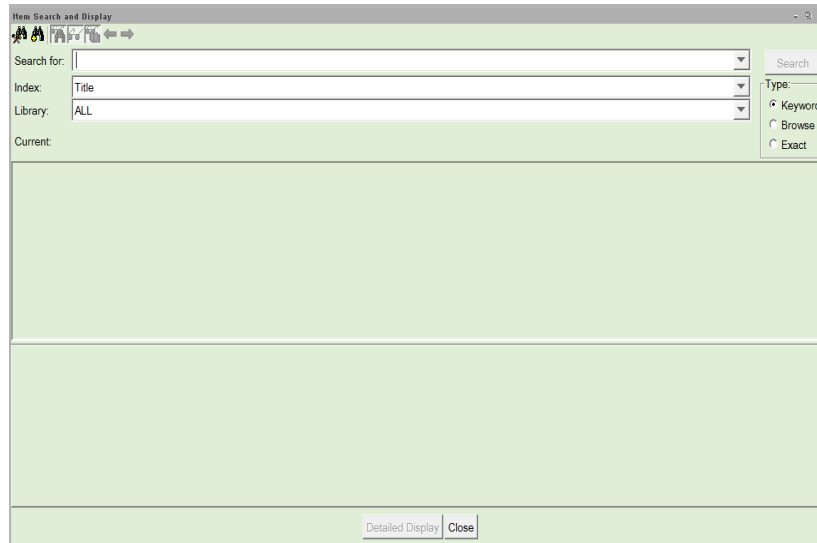 Item Search and Display
Search for:
Search
Index: Title
Type:
Library: ALL
Keyword
Browse
Current:
Exact
Detailed Display Close